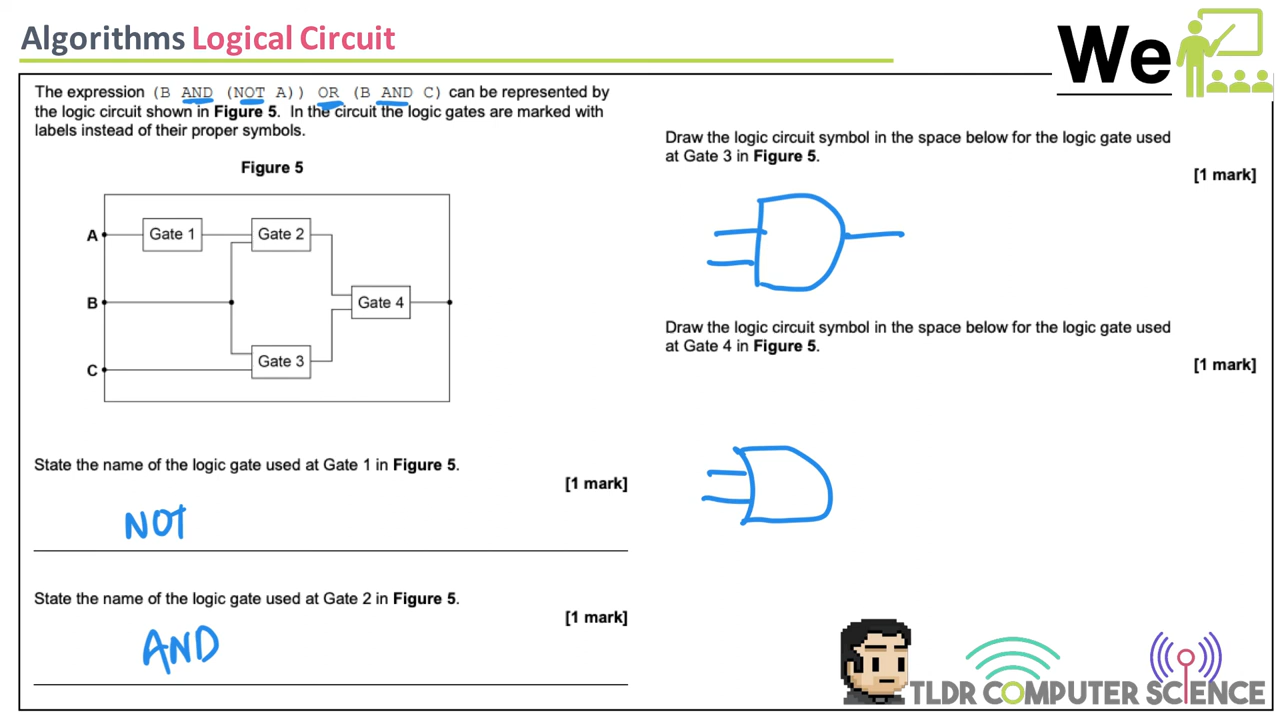 Algorithms Logical Circuit
We
The expression (B AND (NOT A)) OR (B AND C) can be represented by
the logic circuit shown in Figure 5. In the circuit the logic gates are marked with
labels instead of their proper symbols.
Figure 5
A
Gate 1
Gate 2
B
Gate 4
C
Gate 3
State the name of the logic gate used at Gate 1 in Figure 5.
[1 mark]
NOT
State the name of the logic gate used at Gate 2 in Figure 5.
[1 mark]
AND
Draw the logic circuit symbol in the space below for the logic gate used
at Gate 3 in Figure 5.
[1 mark]
Draw the logic circuit symbol in the space below for the logic gate used
at Gate 4 in Figure 5.
[1 mark]
TLDR COMPUTER SCIENCE